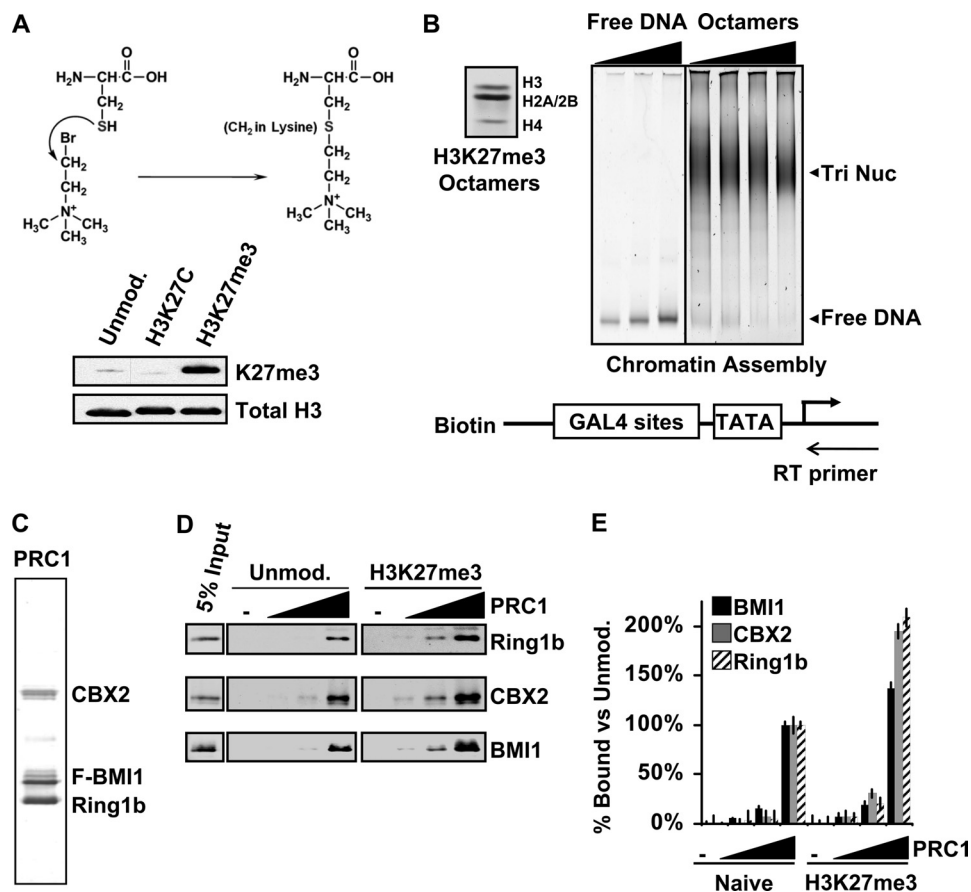 A
O
H₂N—CH—C—OH
CH₂
SH
Br
CH₂
CH₂
N⁺
H₃C CH₃ CH₃
O
H₂N—CH—C—OH
CH₂
(CH₂ in Lysine) S
CH₂
CH₂
N⁺
H₃C CH₃ CH₃
Unmod.
H3K27C
H3K27me3
K27me3
Total H3
B
Free DNA Octamers
H3
H2A/2B
H4
H3K27me3
Octamers
Tri Nuc
Free DNA
Chromatin Assembly
Biotin GAL4 sites TATA
RT primer
C
PRC1
CBX2
F-BMI1
Ring1b
D
5% Input
Unmod. H3K27me3
- - PRC1
Ring1b
CBX2
BMI1
E
% Bound vs Unmod.
BMI1
CBX2
Ring1b
200%
150%
100%
50%
0%
- - PRC1
Naive H3K27me3